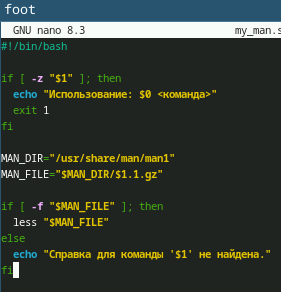 foot
GNU nano 8.3 my_man.s
#!/bin/bash
if [ -z "$1" ]; then
echo "Использование: $0 <команда>"
exit 1
fi
MAN_DIR="/usr/share/man/man1"
MAN_FILE="$MAN_DIR/$1.1.gz"
if [ -f "$MAN_FILE" ]; then
less "$MAN_FILE"
else
echo "Справка для команды '$1' не найдена."
fi